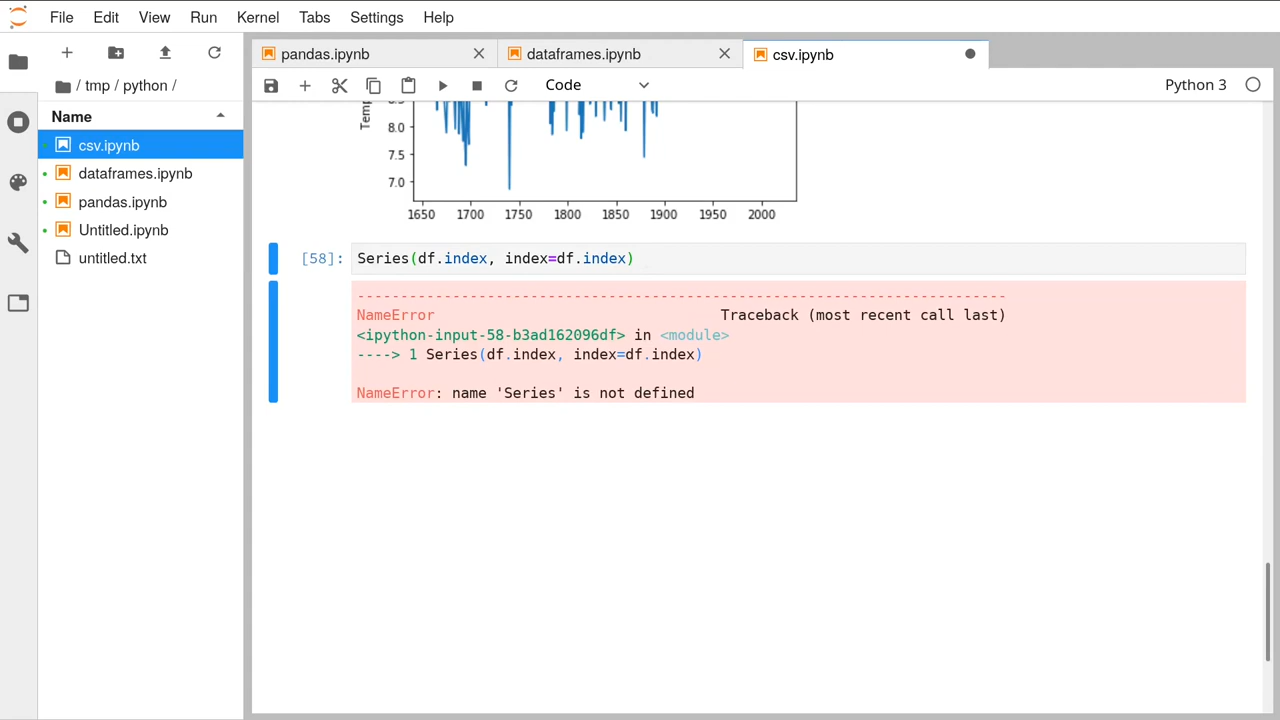 File Edit View Run Kernel Tabs Settings Help
pandas.ipynb dataframes.ipynb csv.ipynb
/ tmp / python /
Code Python 3
Name
csv.ipynb
dataframes.ipynb
pandas.ipynb
Untitled.ipynb
untitled.txt
Temp
8.5
8.0
7.5
7.0
1650 1700 1750 1800 1850 1900 1950 2000
[58]: Series(df.index, index=df.index)
---------------------------------------------------------------------------
NameError Traceback (most recent call last)
<ipython-input-58-b3ad162096df> in <module>
----> 1 Series(df.index, index=df.index)
NameError: name 'Series' is not defined